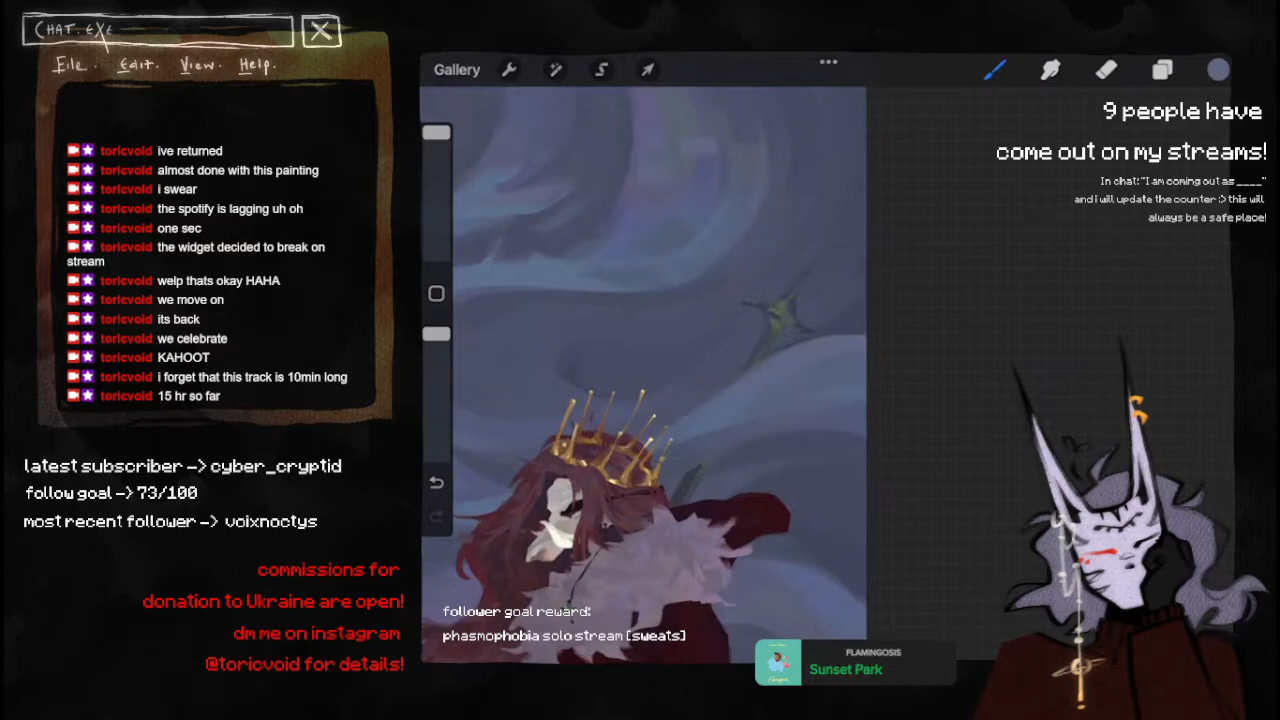 CHAT.EXE
File. Edit. View. Help.
toricvoid ive returned
toricvoid almost done with this painting
toricvoid i swear
toricvoid the spotify is lagging uh oh
toricvoid one sec
toricvoid the widget decided to break on
stream
toricvoid welp thats okay HAHA
toricvoid we move on
toricvoid its back
toricvoid we celebrate
toricvoid KAHOOT
toricvoid i forget that this track is 10min long
toricvoid 15 hr so far
latest subscriber -> cyber_cryptid
follow goal -> 73/100
most recent follower -> voixnoctys
commissions for
donation to Ukraine are open!
dm me on instagram
@toricvoid for details!
Gallery
9 people have
come out on my streams!
In chat: "I am coming out as ____"
and i will update the counter :> this will
always be a safe place!
follower goal reward:
phasmophobia solo stream [sweats]
FLAMINGOSIS
Sunset Park